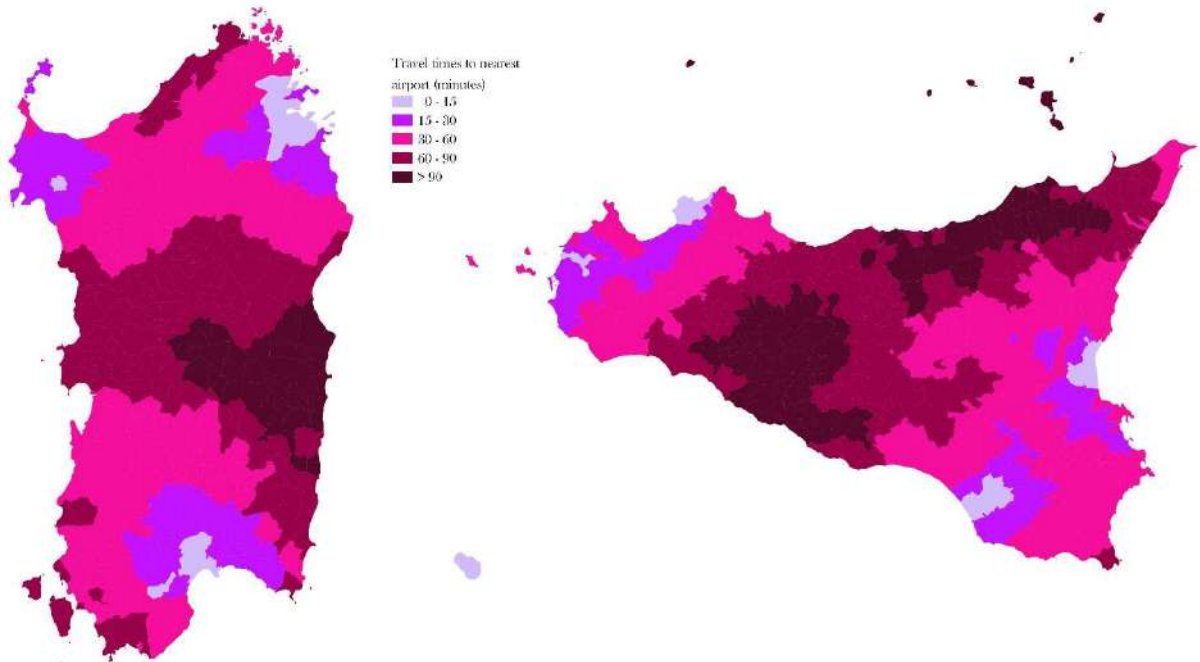 Travel times to nearest
airport (minutes)
0 - 15
15 - 30
30 - 60
60 - 90
> 90